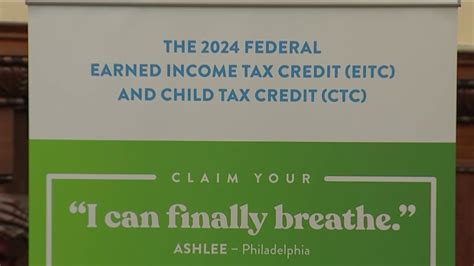 THE 2024 FEDERAL
EARNED INCOME TAX CREDIT (EITC)
AND CHILD TAX CREDIT (CTC)
CLAIM YOUR
“I can finally breathe.”
ASHLEE – Philadelphia